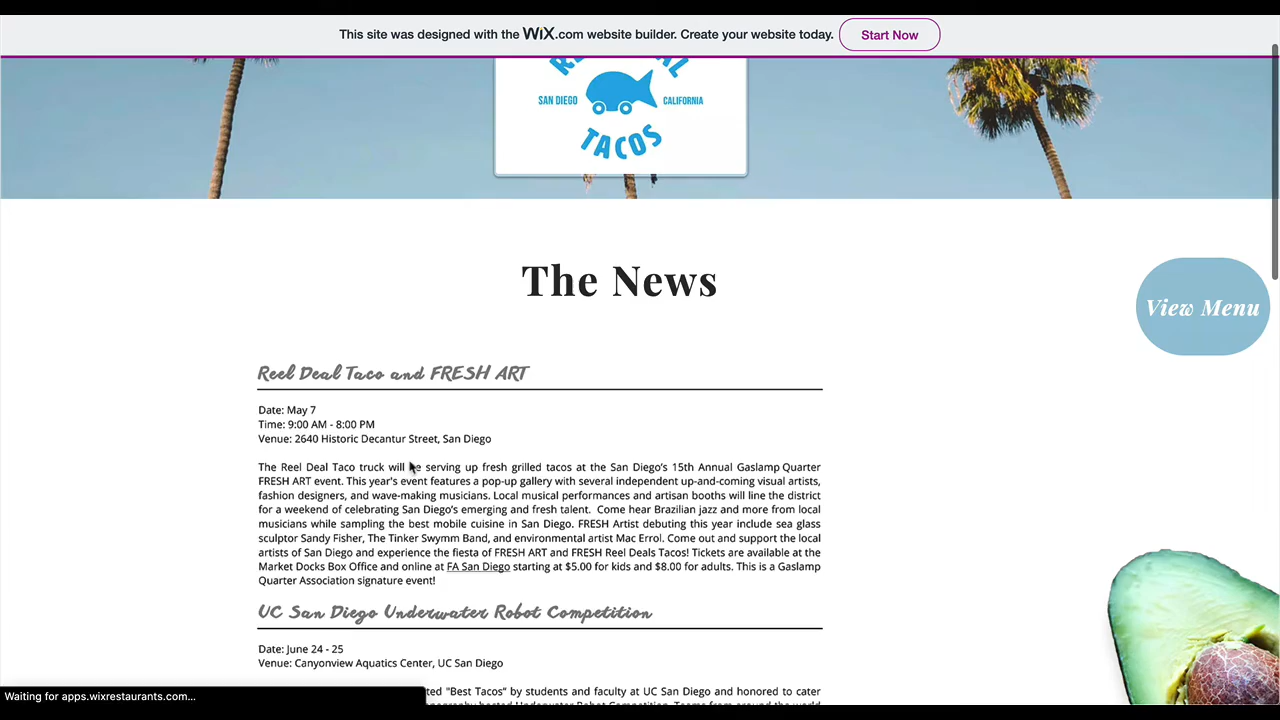 This site was designed with the WiX.com website builder. Create your website today. Start Now
SAN DIEGO CALIFORNIA
TACOS
The News
View Menu
Reel Deal Taco and FRESH ART
Date: May 7
Time: 9:00 AM - 8:00 PM
Venue: 2640 Historic Decantur Street, San Diego
The Reel Deal Taco truck will be serving up fresh grilled tacos at the San Diego's 15th Annual Gaslamp Quarter
FRESH ART event. This year's event features a pop-up gallery with several independent up-and-coming visual artists,
fashion designers, and wave-making musicians. Local musical performances and artisan booths will line the district
for a weekend of celebrating San Diego's emerging and fresh talent. Come hear Brazilian jazz and more from local
musicians while sampling the best mobile cuisine in San Diego. FRESH Artist debuting this year include sea glass
sculptor Sandy Fisher, The Tinker Swymm Band, and environmental artist Mac Errol. Come out and support the local
artists of San Diego and experience the fiesta of FRESH ART and FRESH Reel Deals Tacos! Tickets are available at the
Market Docks Box Office and online at FA San Diego starting at $5.00 for kids and $8.00 for adults. This is a Gaslamp
Quarter Association signature event!
UC San Diego Underwater Robot Competition
Date: June 24 - 25
Venue: Canyonview Aquatics Center, UC San Diego
ted "Best Tacos" by students and faculty at UC San Diego and honored to cater
Waiting for apps.wixrestaurants.com...